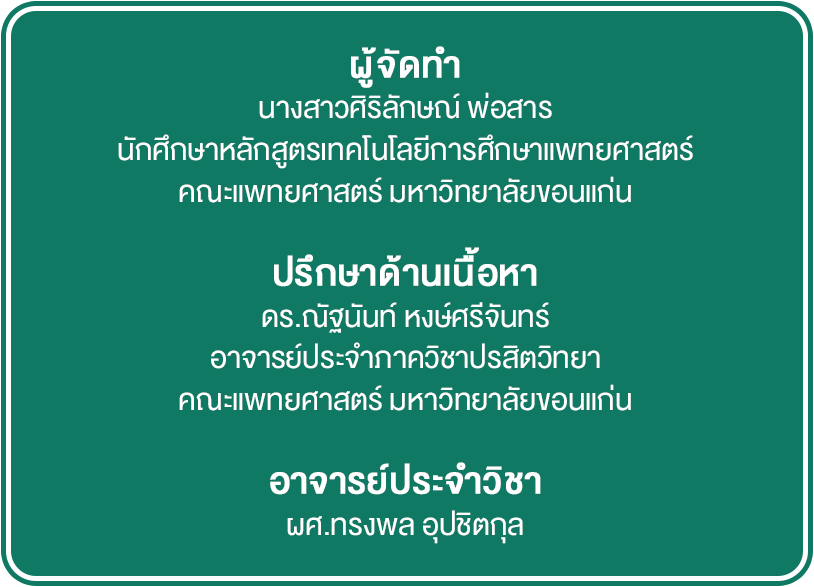 ผู้จัดทำ
นางสาวศิริลักษณ์ พ่อสาร
นักศึกษาหลักสูตรเทคโนโลยีการศึกษาแพทยศาสตร์
คณะแพทยศาสตร์ มหาวิทยาลัยขอนแก่น
ปรึกษาด้านเนื้อหา
ดร.ณัฐนันท์ หงษ์ศรีจันทร์
อาจารย์ประจำภาควิชาปรสิตวิทยา
คณะแพทยศาสตร์ มหาวิทยาลัยขอนแก่น
อาจารย์ประจำวิชา
ผศ.ทรงพล อุปชิตกุล